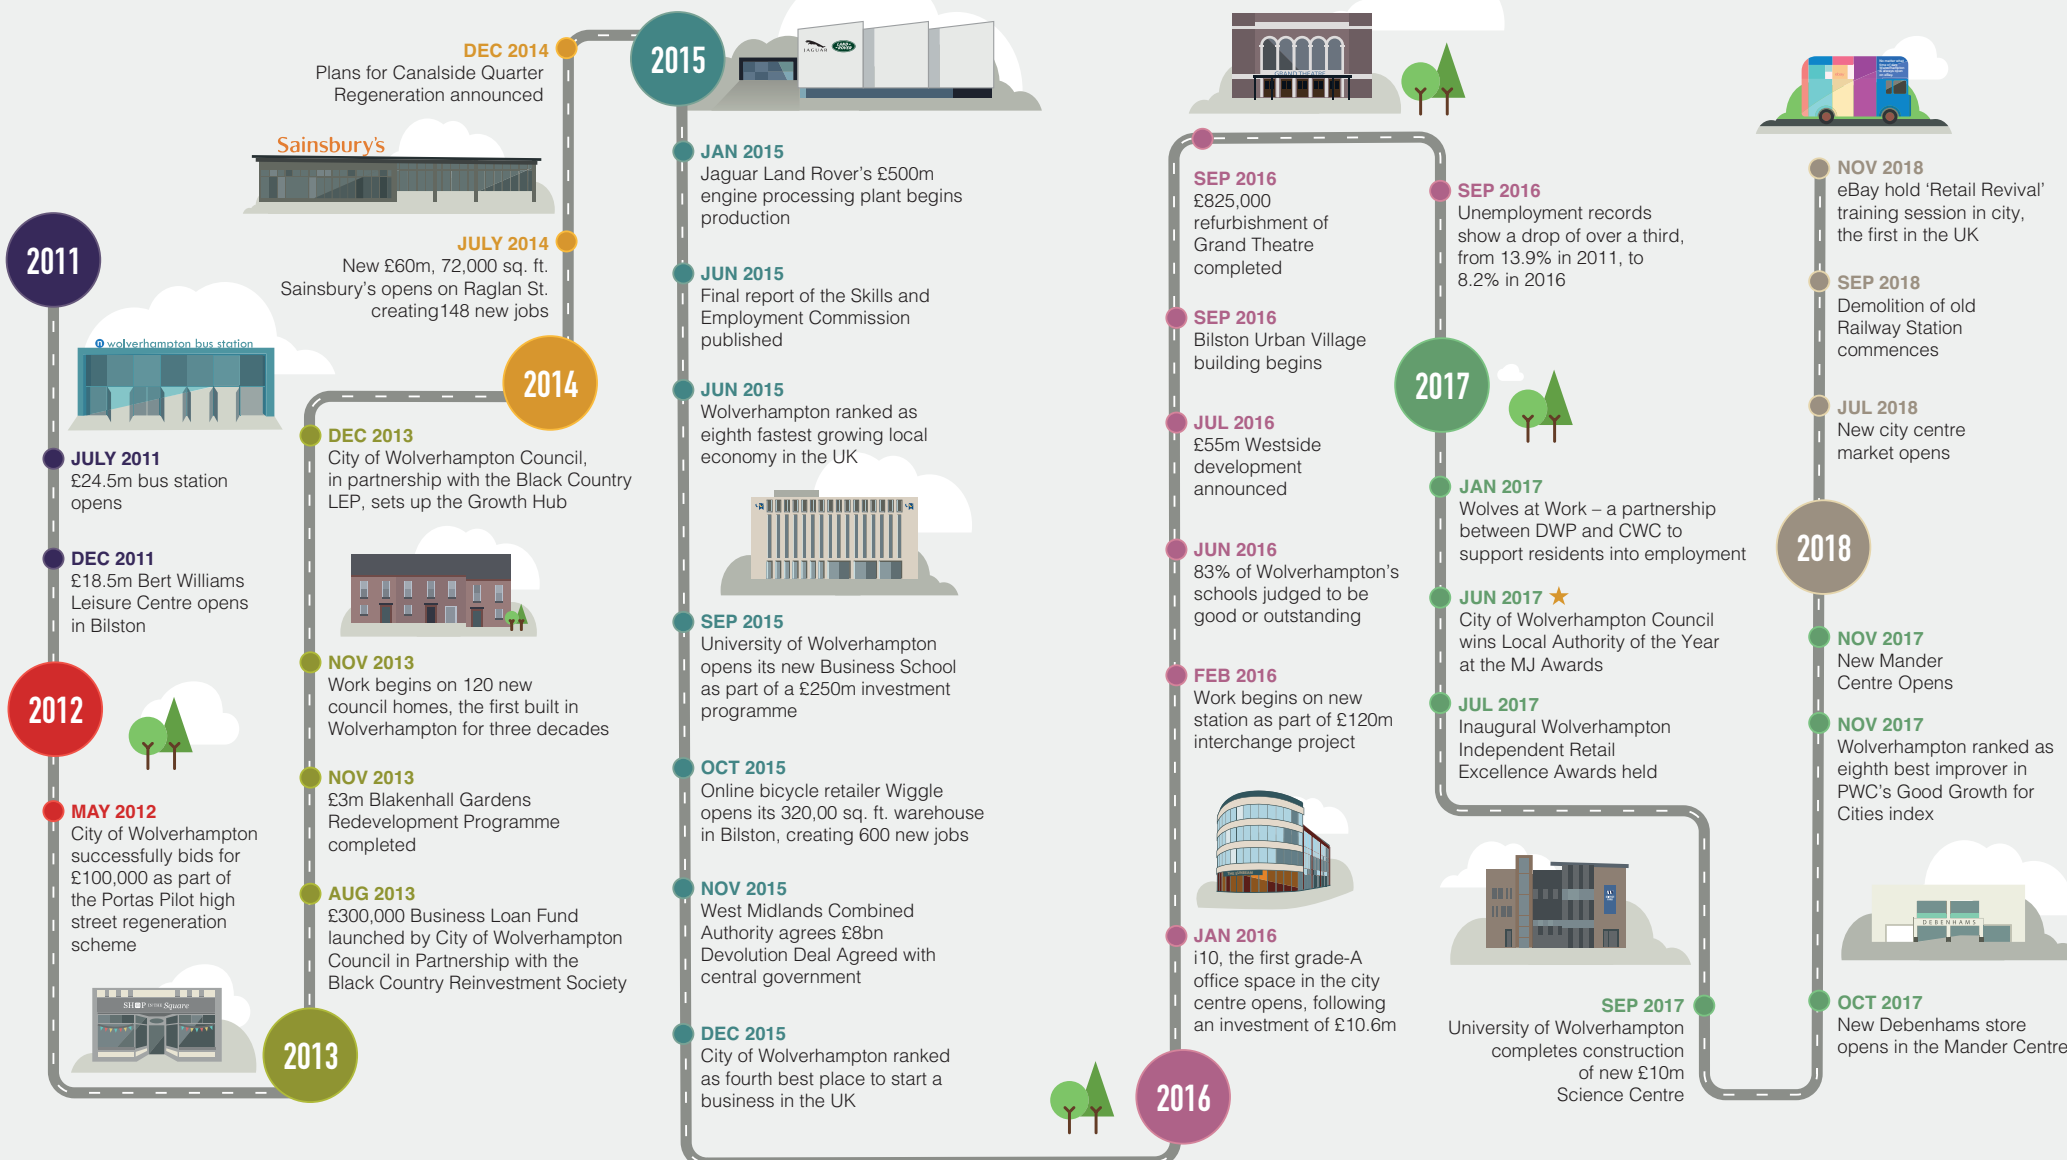 2011
wolverhampton bus station
JULY 2011
£24.5m bus station
opens
DEC 2011
£18.5m Bert Williams
Leisure Centre opens
in Bilston
2012
MAY 2012
City of Wolverhampton
successfully bids for
£100,000 as part of
the Portas Pilot high
street regeneration
scheme
SHOP IN THE Square
2013
AUG 2013
£300,000 Business Loan Fund
launched by City of Wolverhampton
Council in Partnership with the
Black Country Reinvestment Society
NOV 2013
£3m Blakenhall Gardens
Redevelopment Programme
completed
NOV 2013
Work begins on 120 new
council homes, the first built in
Wolverhampton for three decades
DEC 2013
City of Wolverhampton Council,
in partnership with the Black Country
LEP, sets up the Growth Hub
2014
JULY 2014
New £60m, 72,000 sq. ft.
Sainsbury's opens on Raglan St.
creating148 new jobs
Sainsbury's
DEC 2014
Plans for Canalside Quarter
Regeneration announced
2015
JAGUAR
LAND ROVER
JAN 2015
Jaguar Land Rover's £500m
engine processing plant begins
production
JUN 2015
Final report of the Skills and
Employment Commission
published
JUN 2015
Wolverhampton ranked as
eighth fastest growing local
economy in the UK
SEP 2015
University of Wolverhampton
opens its new Business School
as part of a £250m investment
programme
OCT 2015
Online bicycle retailer Wiggle
opens its 320,00 sq. ft. warehouse
in Bilston, creating 600 new jobs
NOV 2015
West Midlands Combined
Authority agrees £8bn
Devolution Deal Agreed with
central government
DEC 2015
City of Wolverhampton ranked
as fourth best place to start a
business in the UK
2016
JAN 2016
i10, the first grade-A
office space in the city
centre opens, following
an investment of £10.6m
FEB 2016
Work begins on new
station as part of £120m
interchange project
JUN 2016
83% of Wolverhampton's
schools judged to be
good or outstanding
JUL 2016
£55m Westside
development
announced
SEP 2016
Bilston Urban Village
building begins
SEP 2016
£825,000
refurbishment of
Grand Theatre
completed
GRAND THEATRE
SEP 2016
Unemployment records
show a drop of over a third,
from 13.9% in 2011, to
8.2% in 2016
2017
JAN 2017
Wolves at Work – a partnership
between DWP and CWC to
support residents into employment
JUN 2017
City of Wolverhampton Council
wins Local Authority of the Year
at the MJ Awards
JUL 2017
Inaugural Wolverhampton
Independent Retail
Excellence Awards held
SEP 2017
University of Wolverhampton
completes construction
of new £10m
Science Centre
OCT 2017
New Debenhams store
opens in the Mander Centre
DEBENHAMS
NOV 2017
Wolverhampton ranked as
eighth best improver in
PWC's Good Growth for
Cities index
NOV 2017
New Mander
Centre Opens
2018
JUL 2018
New city centre
market opens
SEP 2018
Demolition of old
Railway Station
commences
NOV 2018
eBay hold ‘Retail Revival’
training session in city,
the first in the UK